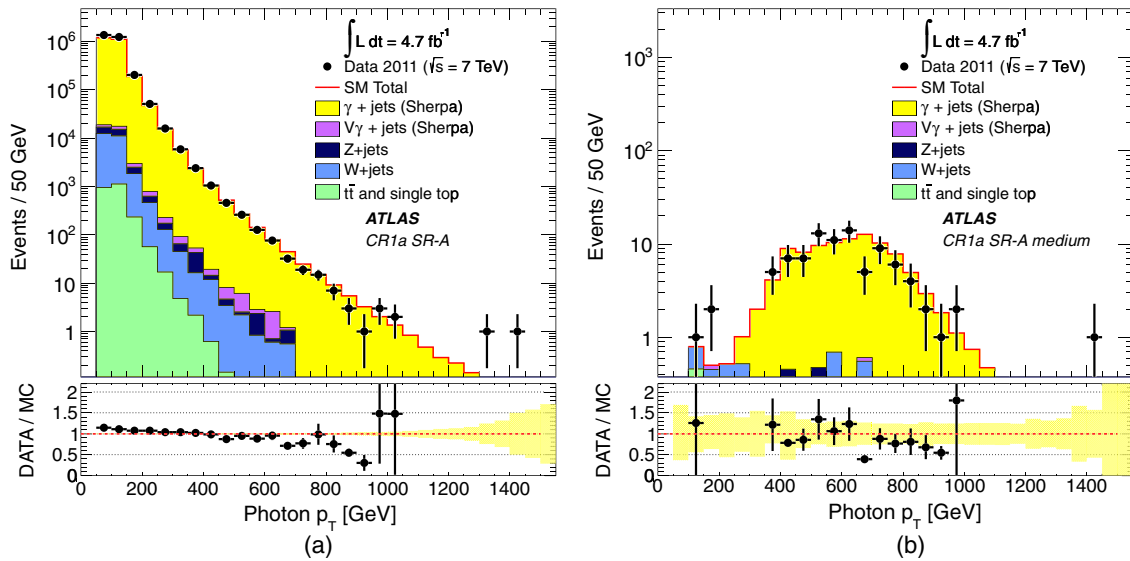 Events / 50 GeV
10⁶
10⁵
10⁴
10³
10²
10
1
∫ L dt = 4.7 fb⁻¹
Data 2011 (√s = 7 TeV)
SM Total
γ + jets (Sherpa)
Vγ + jets (Sherpa)
Z+jets
W+jets
tt̄ and single top
ATLAS
CR1a SR-A
DATA / MC
2
1.5
1
0.5
0
0 200 400 600 800 1000 1200 1400
Photon p_T [GeV]
(a)
Events / 50 GeV
10³
10²
10
1
∫ L dt = 4.7 fb⁻¹
Data 2011 (√s = 7 TeV)
SM Total
γ + jets (Sherpa)
Vγ + jets (Sherpa)
Z+jets
W+jets
tt̄ and single top
ATLAS
CR1a SR-A medium
DATA / MC
2
1.5
1
0.5
0
0 200 400 600 800 1000 1200 1400
Photon p_T [GeV]
(b)